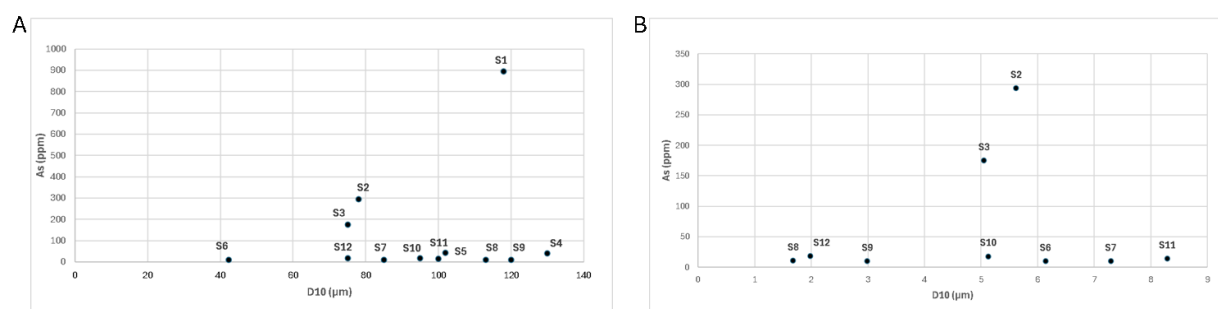 A
1000
900
800
700
600
500
400
300
200
100
0
As (ppm)
S1
S2
S3
S6
S12
S7
S10
S11
S5
S8
S9
S4
0 20 40 60 80 100 120 140
D10 (µm)
B
350
300
250
200
150
100
50
0
As (ppm)
S2
S3
S8
S12
S9
S10
S6
S7
S11
0 1 2 3 4 5 6 7 8 9
D10 (µm)